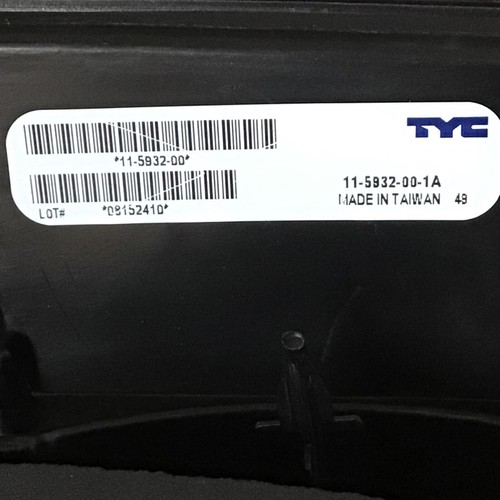 TYC
*11-5932-00*
11-5932-00-1A
LOT# *08152410*
MADE IN TAIWAN 49